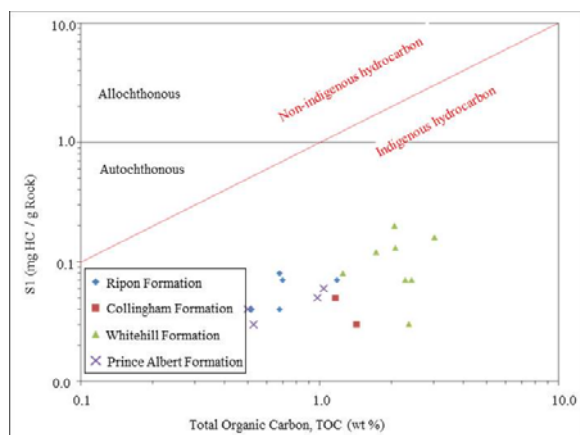 10.0
Non-indigenous hydrocarbon
Allochthonous
Indigenous hydrocarbon
1.0
Autochthonous
S1 (mg HC / g Rock)
0.1
Ripon Formation
Collingham Formation
Whitehill Formation
Prince Albert Formation
0.0
0.1
1.0
10.0
Total Organic Carbon, TOC (wt %)